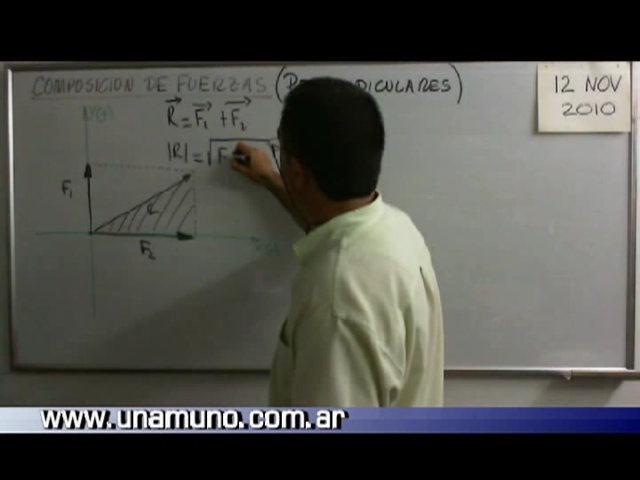 COMPOSICION DE FUERZAS (
DICULARES)
12 NOV
2010
R = F₁ + F₂
|R| = √F
F₁
R
F₂
www.unamuno.com.ar